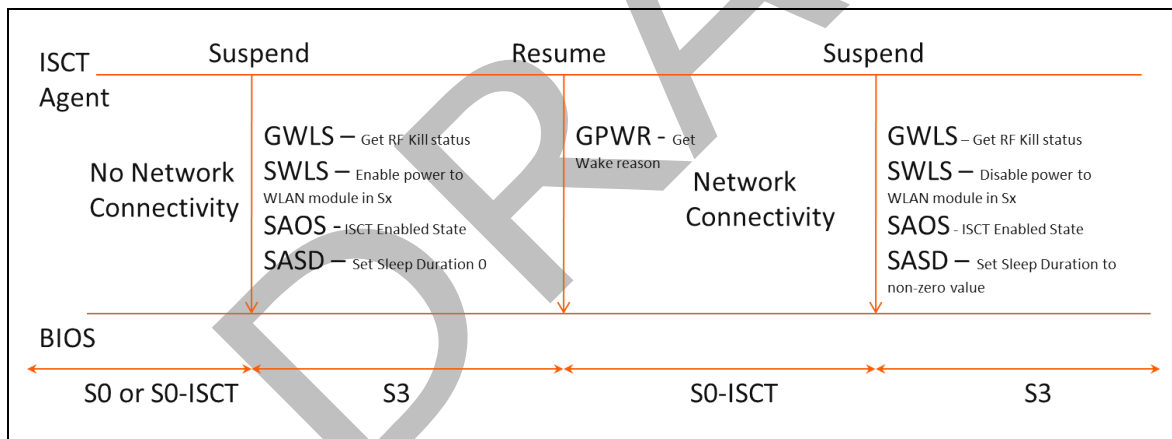 Suspend Resume Suspend
ISCT
Agent
No Network
Connectivity
GWLS – Get RF Kill status
SWLS – Enable power to
WLAN module in Sx
SAOS - ISCT Enabled State
SASD – Set Sleep Duration 0
GPWR - Get
Wake reason
Network
Connectivity
GWLS – Get RF Kill status
SWLS – Disable power to
WLAN module in Sx
SAOS - ISCT Enabled State
SASD – Set Sleep Duration to
non-zero value
BIOS
S0 or S0-ISCT S3 S0-ISCT S3